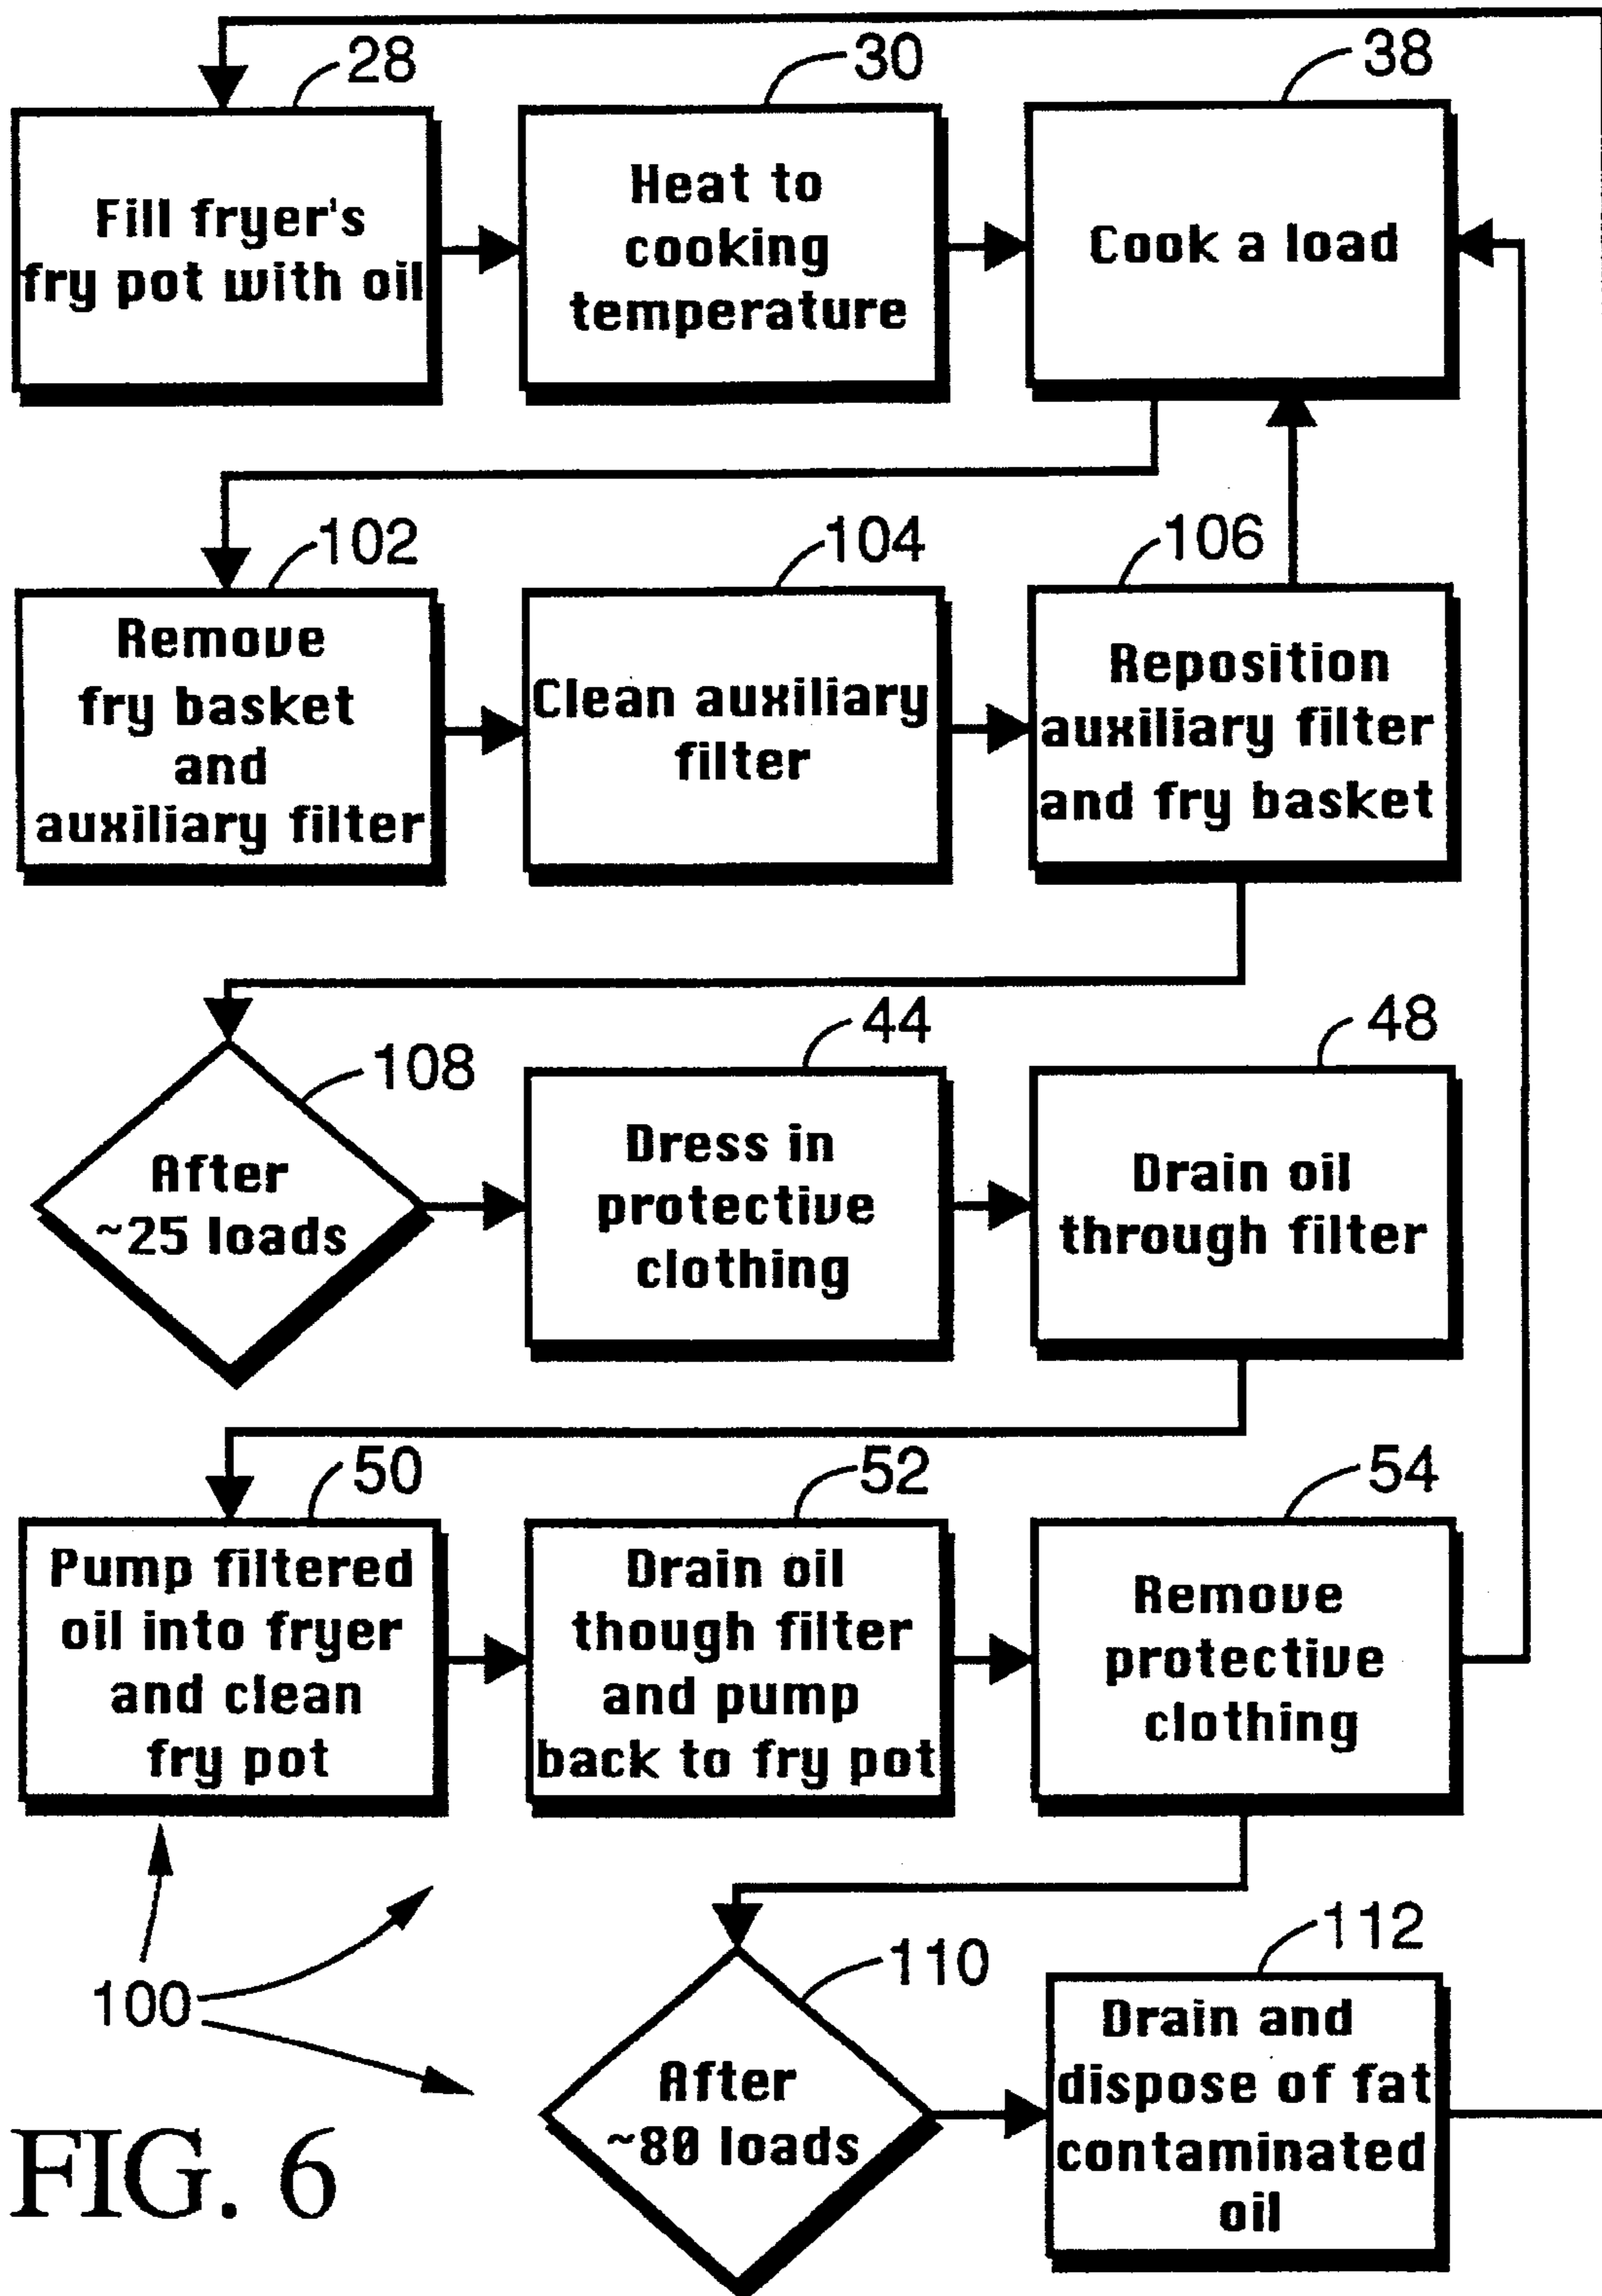 28
30
38
Fill fryer's
fry pot with oil
Heat to
cooking
temperature
Cook a load
102
104
106
Remove
fry basket
and
auxiliary filter
Clean auxiliary
filter
Reposition
auxiliary filter
and fry basket
108
44
48
After
~25 loads
Dress in
protective
clothing
Drain oil
through filter
50
52
54
Pump filtered
oil into fryer
and clean
fry pot
Drain oil
though filter
and pump
back to fry pot
Remove
protective
clothing
100
110
112
After
~80 loads
Drain and
dispose of fat
contaminated
oil
FIG. 6